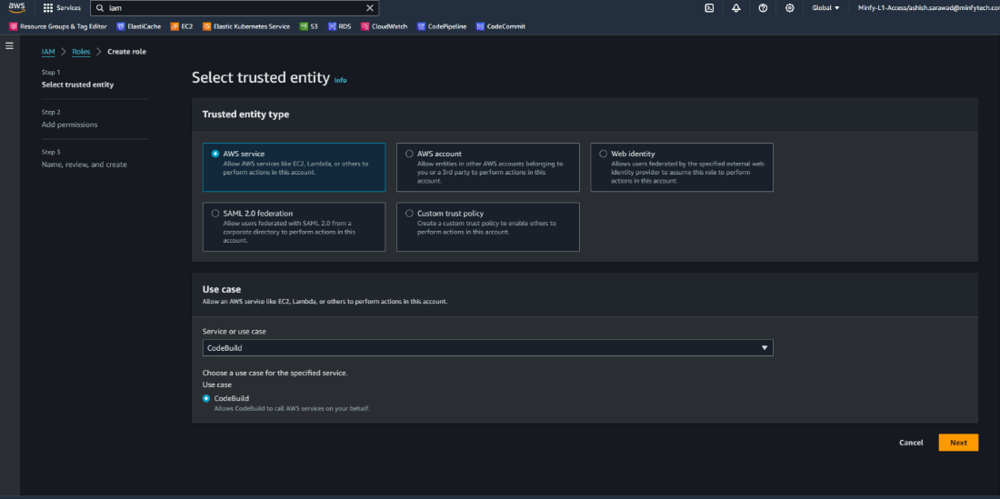 aws
Services
iam
Global
Minfy-L1-Access/ashish.sarawad@minfytech.com
Resource Groups & Tag Editor
ElastiCache
EC2
Elastic Kubernetes Service
S3
RDS
CloudWatch
CodePipeline
CodeCommit
IAM
Roles
Create role
Step 1
Select trusted entity
Step 2
Add permissions
Step 3
Name, review, and create
Select trusted entity Info
Trusted entity type
AWS service
Allow AWS services like EC2, Lambda, or others to
perform actions in this account.
AWS account
Allow entities in other AWS accounts belonging to
you or a 3rd party to perform actions in this
account.
Web identity
Allows users federated by the specified external web
identity provider to assume this role to perform
actions in this account.
SAML 2.0 federation
Allow users federated with SAML 2.0 from a
corporate directory to perform actions in this
account.
Custom trust policy
Create a custom trust policy to enable others to
perform actions in this account.
Use case
Allow an AWS service like EC2, Lambda, or others to perform actions in this account.
Service or use case
CodeBuild
Choose a use case for the specified service.
Use case
CodeBuild
Allows CodeBuild to call AWS services on your behalf.
Cancel
Next